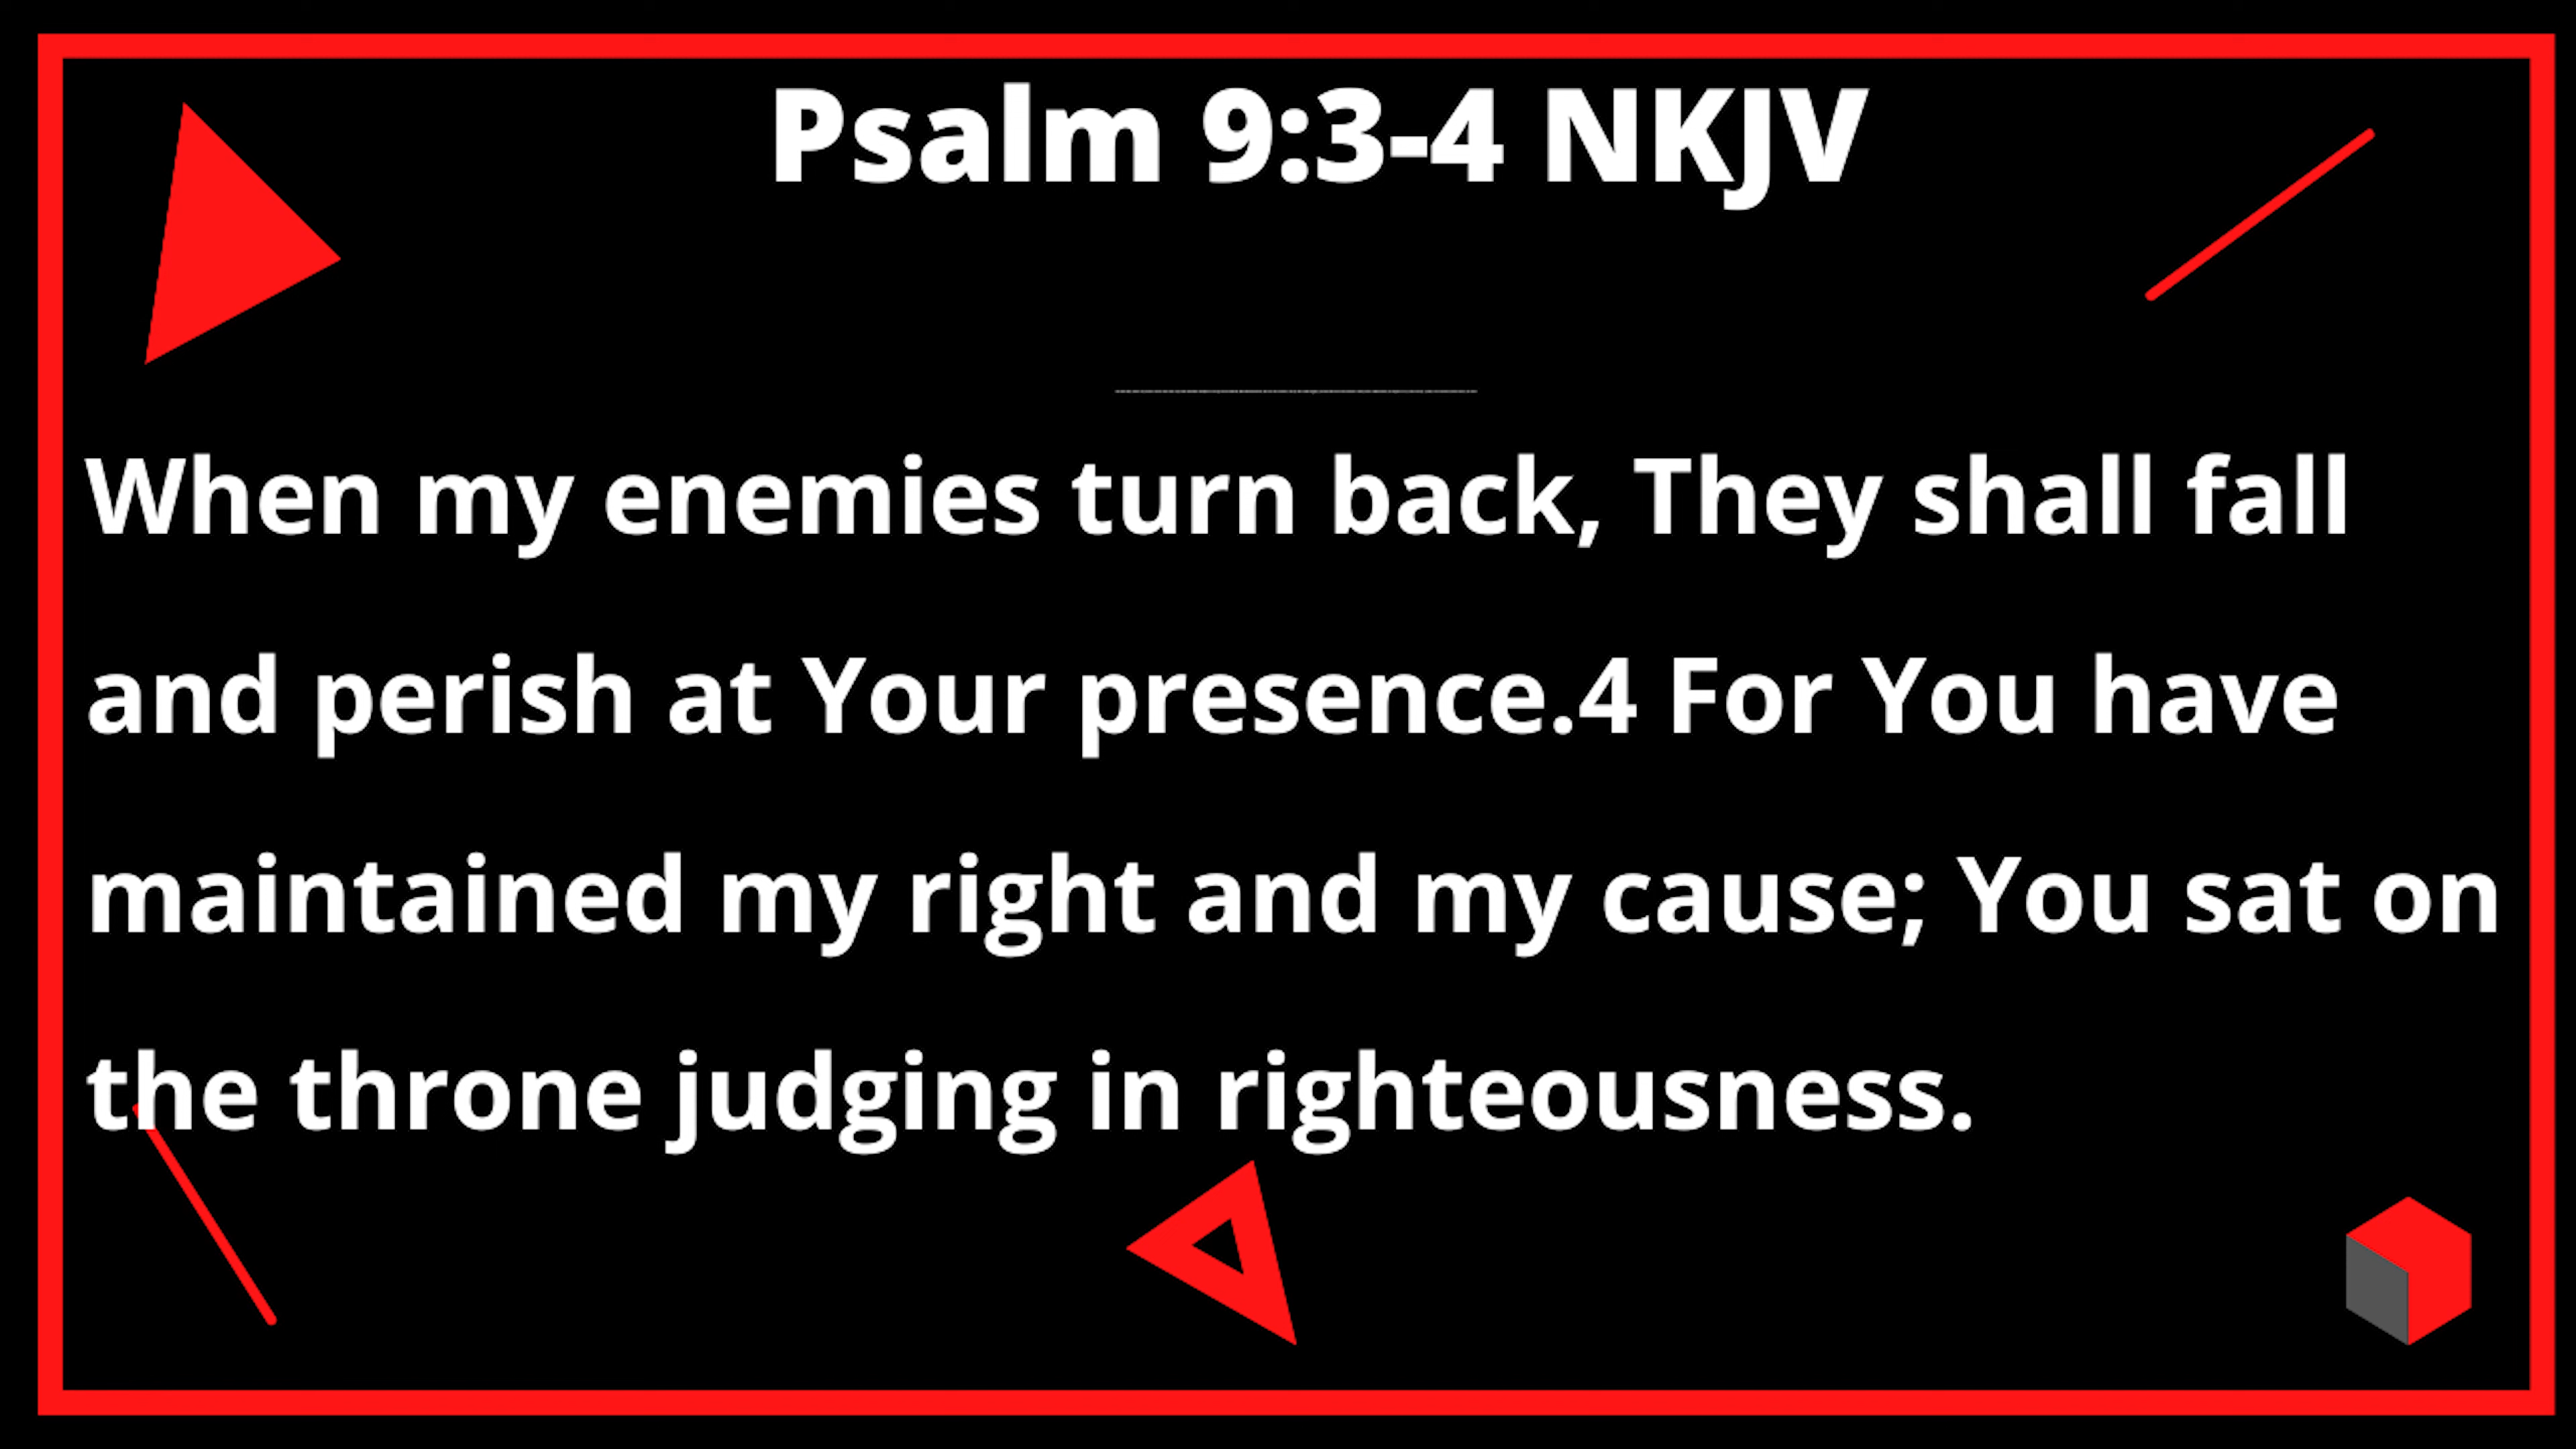 Psalm 9:3-4 NKJV
When my enemies turn back, They shall fall
and perish at Your presence.4 For You have
maintained my right and my cause; You sat on
the throne judging in righteousness.